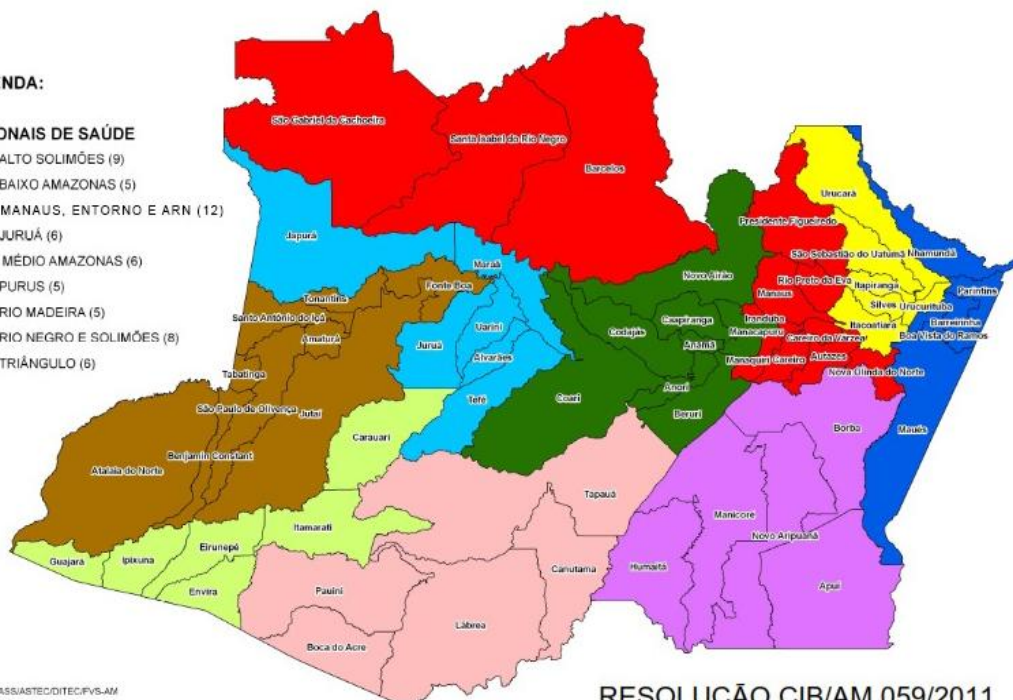 NDA:
ONAIS DE SAÚDE
ALTO SOLIMÕES (9)
BAIXO AMAZONAS (5)
MANAUS, ENTORNO E ARN (12)
JURUÁ (6)
MÉDIO AMAZONAS (6)
PURUS (5)
RIO MADEIRA (5)
RIO NEGRO E SOLIMÕES (8)
TRIÂNGULO (6)
São Gabriel da Cachoeira
Santa Isabel do Rio Negro
Barcelos
Urucará
Presidente Figueiredo
Japurá
São Sebastião do Uatumã
Nhamundá
Maraã
Novo Airão
Rio Preto da Eva
Itapiranga
Fonte Boa
Parintins
Tonantins
Manaus
Silves
Urucurituba
Santo Antônio do Içá
Uarini
Caapiranga
Iranduba
Itacoatiara
Barreirinha
Amaturá
Codajás
Manacapuru
Careiro da Varzea
Boa Vista do Ramos
Juruá
Alvarães
Anamã
Manaquiri
Careiro
Autazes
Tabatinga
Nova Olinda do Norte
Anori
Tefé
Coari
São Paulo de Olivença
Jutaí
Beruri
Borba
Maués
Carauari
Benjamin Constant
Atalaia do Norte
Tapauá
Manicoré
Itamarati
Novo Aripuanã
Eirunepé
Ipixuna
Guajará
Canutama
Humaitá
Apuí
Envira
Pauini
Lábrea
Boca do Acre
ASS/ASTEC/DITEC/FVS-AM
RESOLUÇÃO CIB/AM 059/2011